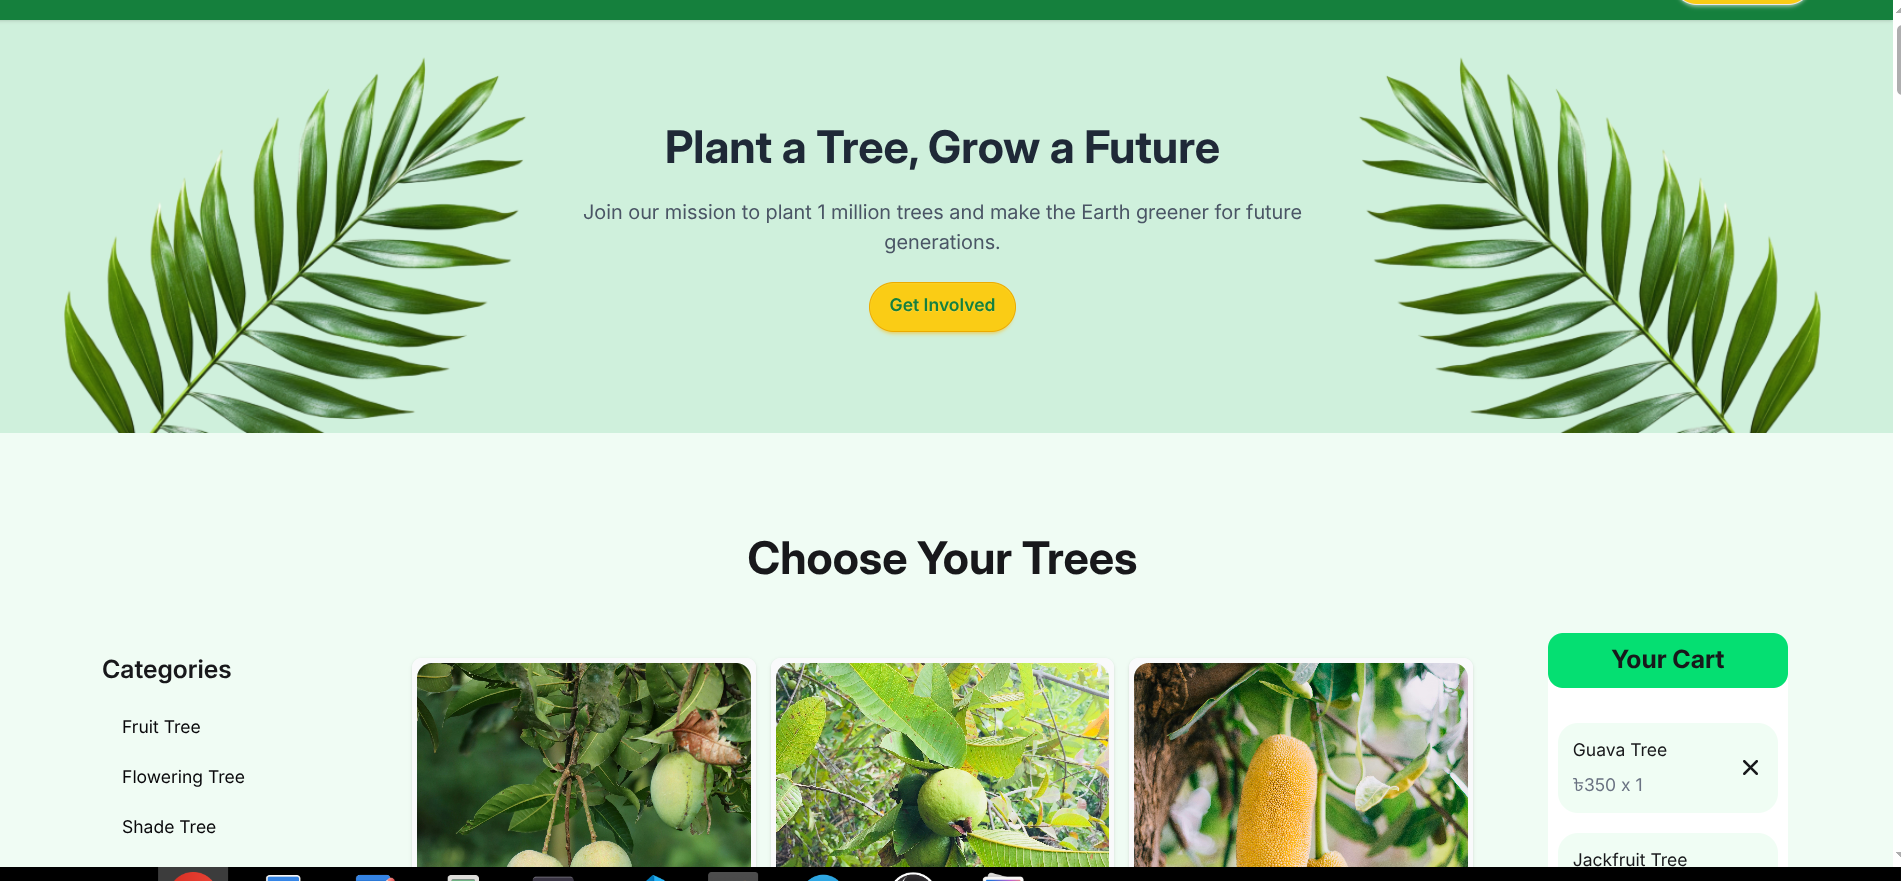 Plant a Tree, Grow a Future
Join our mission to plant 1 million trees and make the Earth greener for future
generations.
Get Involved
Choose Your Trees
Categories
Fruit Tree
Flowering Tree
Shade Tree
Your Cart
Guava Tree
৳350 x 1
Jackfruit Tree